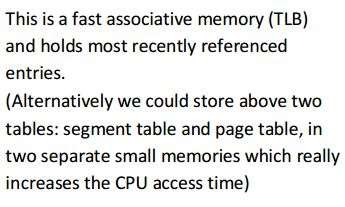 This is a fast associative memory (TLB)
and holds most recently referenced
entries.
(Alternatively we could store above two
tables: segment table and page table, in
two separate small memories which really
increases the CPU access time)